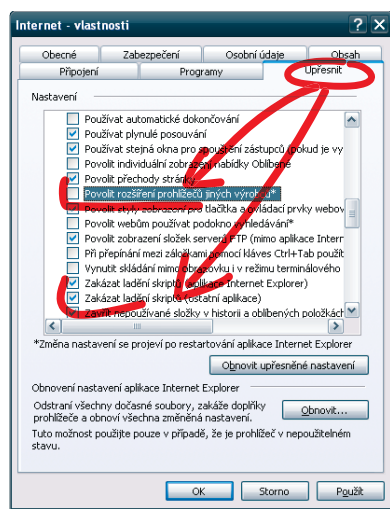 Internet - vlastnosti
Obecné Zabezpečení Osobní údaje Obsah
Připojení Programy Upřesnit
Nastavení
Používat automatické dokončování
Používat plynulé posouvání
Používat stejná okna pro spouštění zástupců (pokud je vy
Povolit individuální zobrazení nabídky Oblíbené
Povolit přechody stránky
Povolit rozšíření prohlížečů jiných výrobců*
Povolit styly zobrazení pro tlačítka a ovládací prvky webov
Povolit webům používat podokno vyhledávání*
Povolit zobrazení složek serverů FTP (mimo aplikace Intern
Při přepínání mezi záložkami pomocí kláves Ctrl+Tab použít
Vynutit skládání mimo obrazovku i v režimu terminálového
Zakázat ladění skriptů (aplikace Internet Explorer)
Zakázat ladění skriptů (ostatní aplikace)
Zavřít nepoužívané složky v historii a oblíbených položkách
*Změna nastavení se projeví po restartování aplikace Internet Explorer
Obnovit upřesněné nastavení
Obnovení nastavení aplikace Internet Explorer
Odstraní všechny dočasné soubory, zakáže doplňky
prohlížeče a obnoví všechna změněná nastavení.
Obnovit...
Tuto možnost použijte pouze v případě, že je prohlížeč v nepoužitelném
stavu.
OK Storno Použít